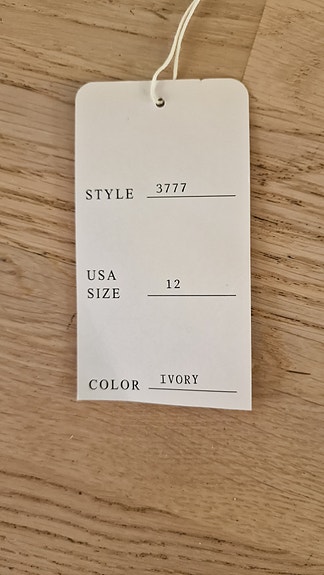 STYLE 3777
USA
SIZE 12
COLOR IVORY